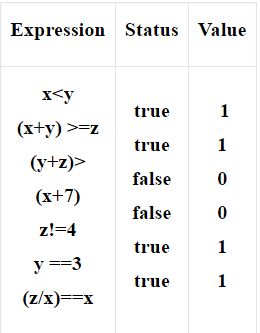 Expression Status Value
x<y
(x+y) >=z
(y+z)>
(x+7)
z!=4
y ==3
(z/x)==x
true
true
false
false
true
true
1
1
0
0
1
1